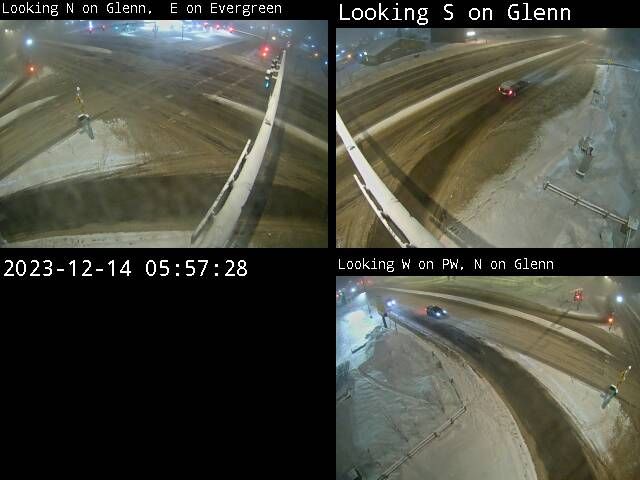 Looking N on Glenn,  E on Evergreen
Looking S on Glenn
2023-12-14 05:57:28
Looking W on PW, N on Glenn